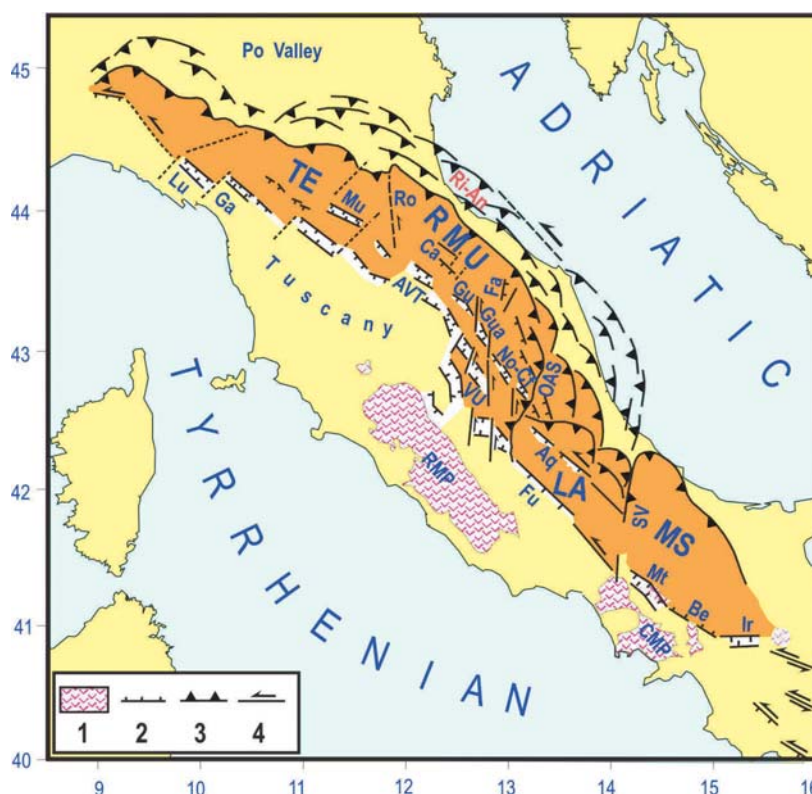 45
44
43
42
41
40
Po Valley
ADRIATIC
Ri-An
TE
Lu
Ga
Mu
Ro
RMU
Ca
Fa
Tuscany
AVT
Gu
Gua
No-Cf
OAS
VU
RMP
Aq
LA
Fu
SV
MS
Mt
Be
Ir
CMP
TYRRHENIAN
1 2 3 4
9 10 11 12 13 14 15 16